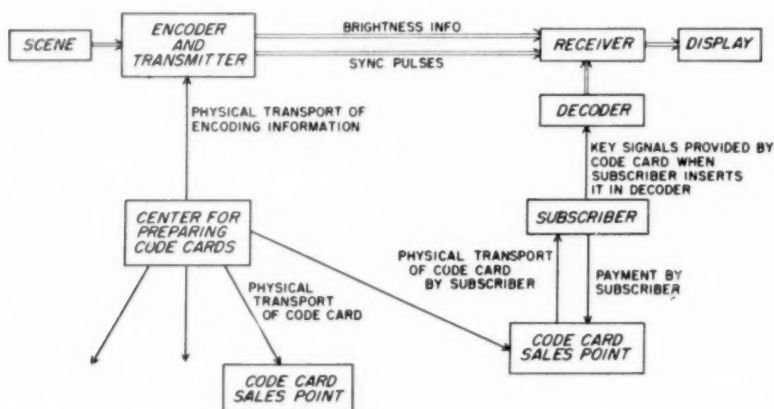 BRIGHTNESS INFO
SCENE
ENCODER
AND
TRANSMITTER
RECEIVER
DISPLAY
SYNC PULSES
PHYSICAL TRANSPORT OF
ENCODING INFORMATION
DECODER
KEY SIGNALS PROVIDED BY
CODE CARD WHEN
SUBSCRIBER INSERTS
IT IN DECODER
CENTER FOR
PREPARING
CODE CARDS
SUBSCRIBER
PHYSICAL TRANSPORT
OF CODE CARD
BY SUBSCRIBER
PAYMENT BY
SUBSCRIBER
PHYSICAL
TRANSPORT
OF CODE CARD
CODE CARD
SALES POINT
CODE CARD
SALES POINT